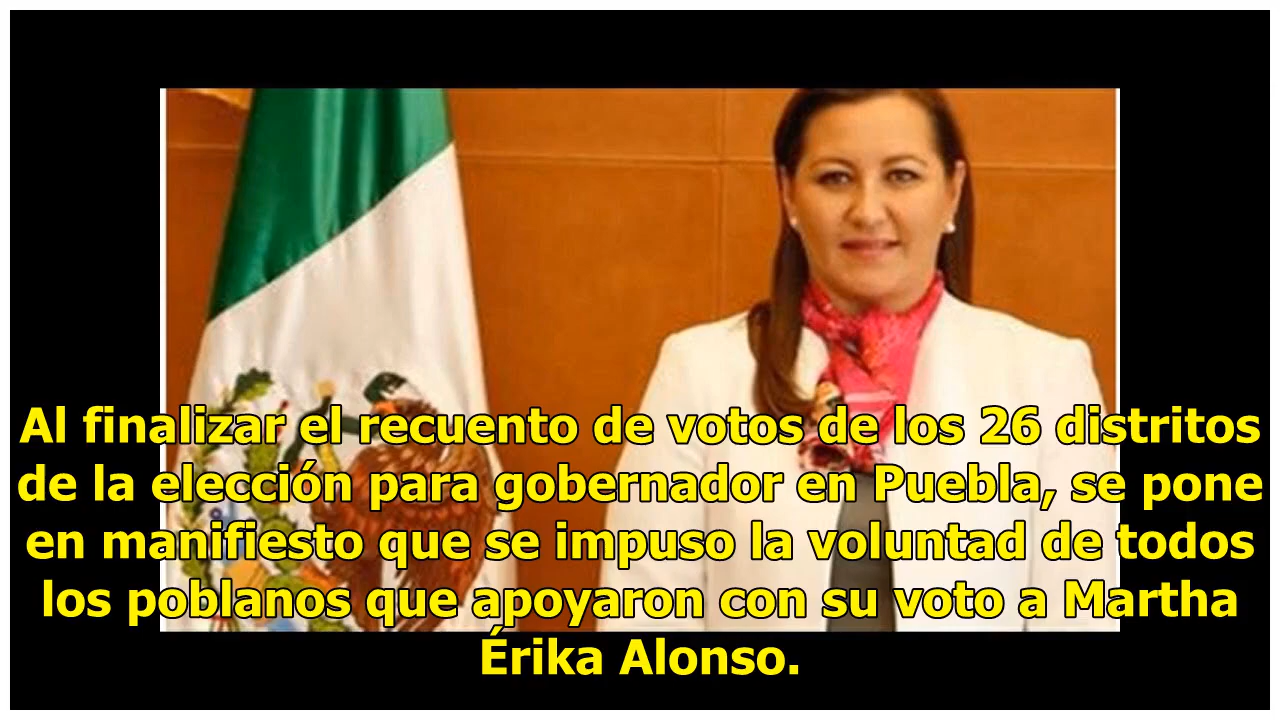 Al finalizar el recuento de votos de los 26 distritos
de la elección para gobernador en Puebla, se pone
en manifiesto que se impuso la voluntad de todos
los poblanos que apoyaron con su voto a Martha
Érika Alonso.